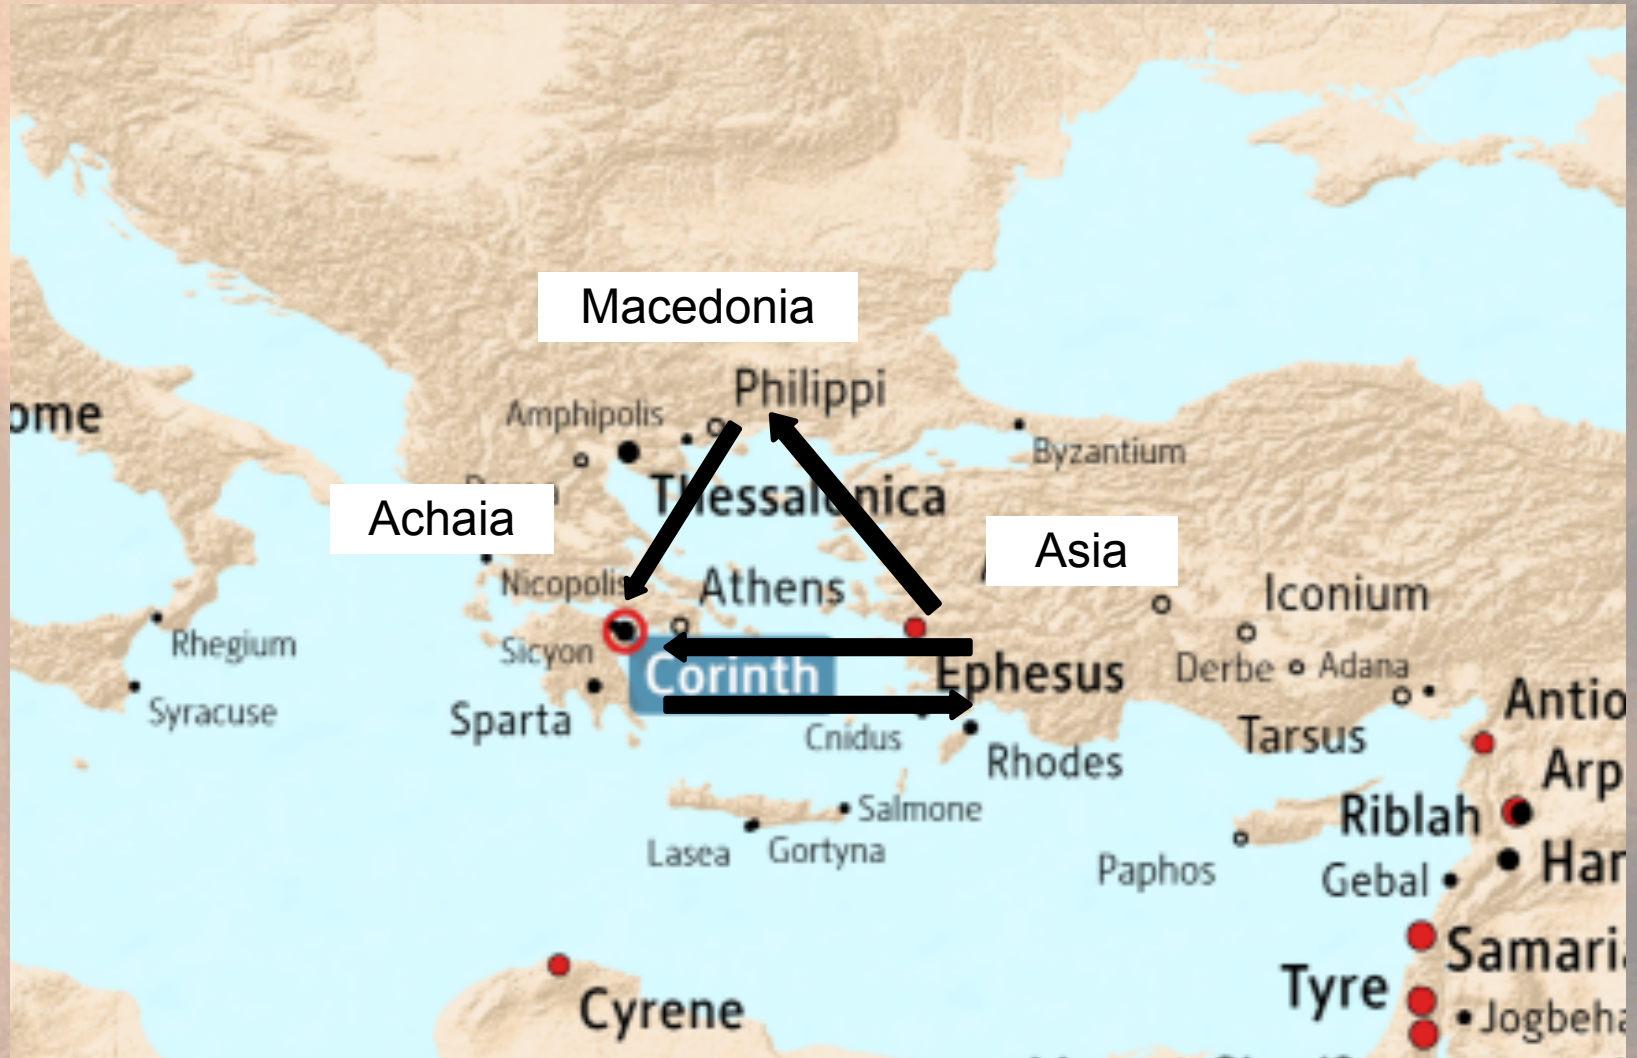 Macedonia
Philippi
Amphipolis
ome
Byzantium
Thessalonica
Achaia
Asia
Nicopolis
Athens
Iconium
Rhegium
Sicyon
Corinth
Ephesus
Derbe
Adana
Syracuse
Sparta
Antio
Cnidus
Tarsus
Rhodes
Arp
Salmone
Riblah
Lasea
Gortyna
Paphos
Gebal
Har
Samari
Tyre
Jogbeha
Cyrene